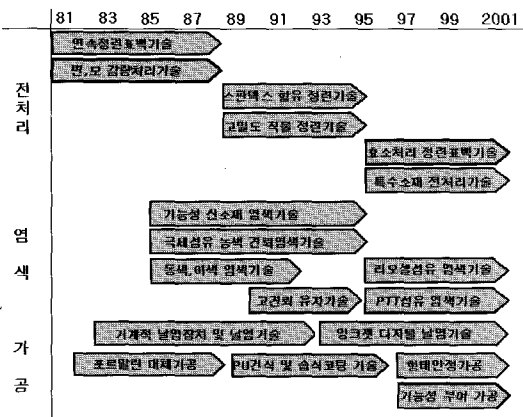 81 83 85 87 89 91 93 95 97 99 2001
전처리
연속정련표백기술
면,모 감량처리기술
스판덱스 함유 정련기술
고밀도 직물 정련기술
효소처리 정련표백기술
특수소재 전처리기술
염색
기능성 신소재 염색기술
극세섬유 농색 견뢰염색기술
동색,이색 염색기술
리오셀섬유 염색기술
고견뢰 유지기술
PTT섬유 염색기술
가공
기계적 날염장치 및 날염기술
잉크젯 디지털 날염기술
포르말린 대체가공
PU건식 및 습식코팅 기술
형태안정가공
기능성 부여 가공